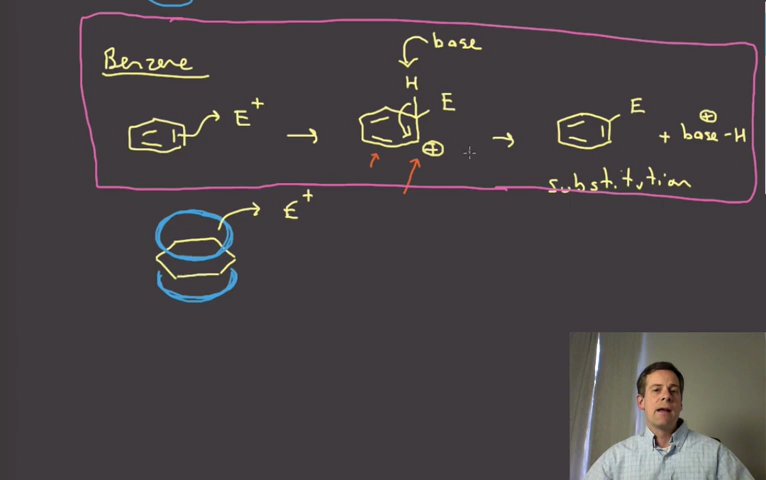 base
Benzene
H
E
E
E+
+ base-H
⊕
⊕
substitution
E+